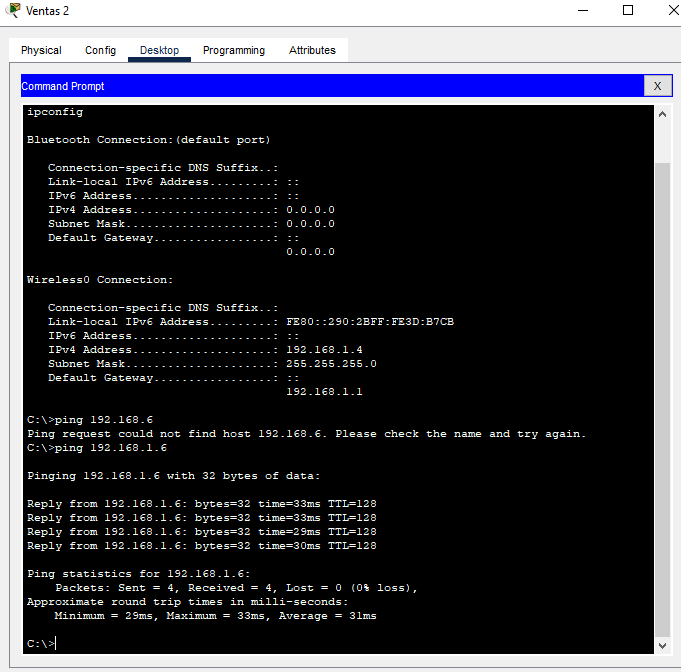 Ventas 2
Physical Config Desktop Programming Attributes
Command Prompt X
ipconfig
Bluetooth Connection:(default port)
Connection-specific DNS Suffix..:
Link-local IPv6 Address.........: ::
IPv6 Address....................: ::
IPv4 Address....................: 0.0.0.0
Subnet Mask.....................: 0.0.0.0
Default Gateway.................: ::
0.0.0.0
Wireless0 Connection:
Connection-specific DNS Suffix..:
Link-local IPv6 Address.........: FE80::290:2BFF:FE3D:B7CB
IPv6 Address....................: ::
IPv4 Address....................: 192.168.1.4
Subnet Mask.....................: 255.255.255.0
Default Gateway.................: ::
192.168.1.1
C:\>ping 192.168.6
Ping request could not find host 192.168.6. Please check the name and try again.
C:\>ping 192.168.1.6
Pinging 192.168.1.6 with 32 bytes of data:
Reply from 192.168.1.6: bytes=32 time=33ms TTL=128
Reply from 192.168.1.6: bytes=32 time=33ms TTL=128
Reply from 192.168.1.6: bytes=32 time=29ms TTL=128
Reply from 192.168.1.6: bytes=32 time=30ms TTL=128
Ping statistics for 192.168.1.6:
Packets: Sent = 4, Received = 4, Lost = 0 (0% loss),
Approximate round trip times in milli-seconds:
Minimum = 29ms, Maximum = 33ms, Average = 31ms
C:\>